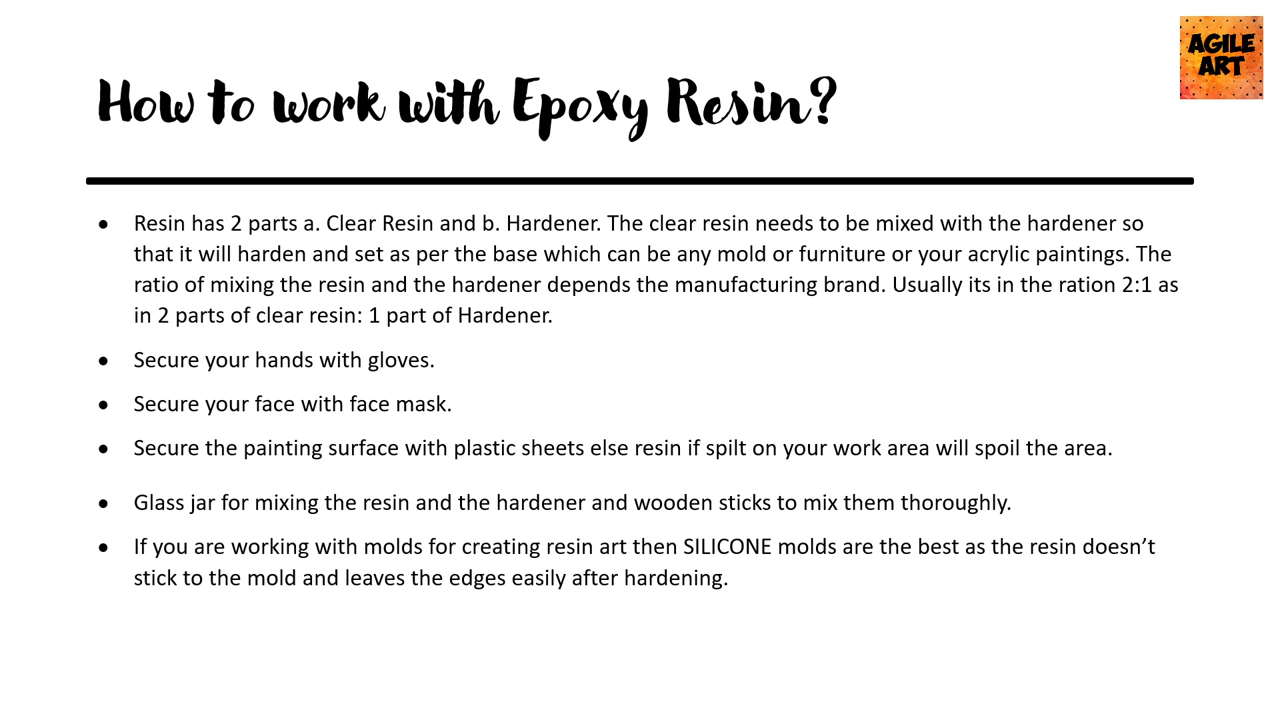 AGILE
ART
How to work with Epoxy Resin?
• Resin has 2 parts a. Clear Resin and b. Hardener. The clear resin needs to be mixed with the hardener so
that it will harden and set as per the base which can be any mold or furniture or your acrylic paintings. The
ratio of mixing the resin and the hardener depends the manufacturing brand. Usually its in the ration 2:1 as
in 2 parts of clear resin: 1 part of Hardener.
• Secure your hands with gloves.
• Secure your face with face mask.
• Secure the painting surface with plastic sheets else resin if spilt on your work area will spoil the area.
• Glass jar for mixing the resin and the hardener and wooden sticks to mix them thoroughly.
• If you are working with molds for creating resin art then SILICONE molds are the best as the resin doesn’t
stick to the mold and leaves the edges easily after hardening.